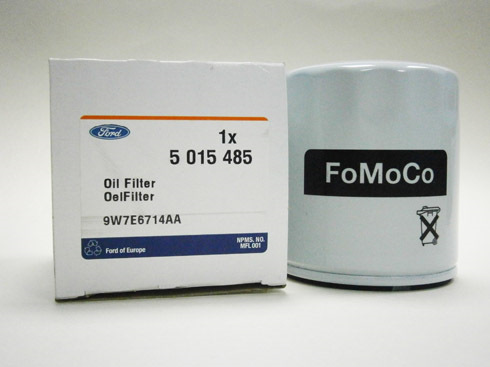 Ford
1x
5 015 485
Oil Filter
OelFilter
9W7E6714AA
Ford of Europe
NPMS. NO.
MFL001
FoMoCo